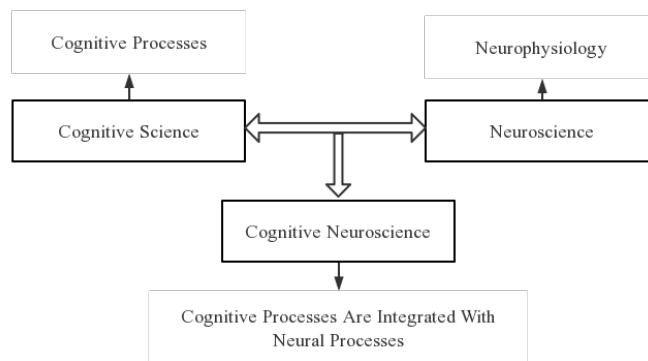 Cognitive Processes
Neurophysiology
Cognitive Science
Neuroscience
Cognitive Neuroscience
Cognitive Processes Are Integrated With
Neural Processes